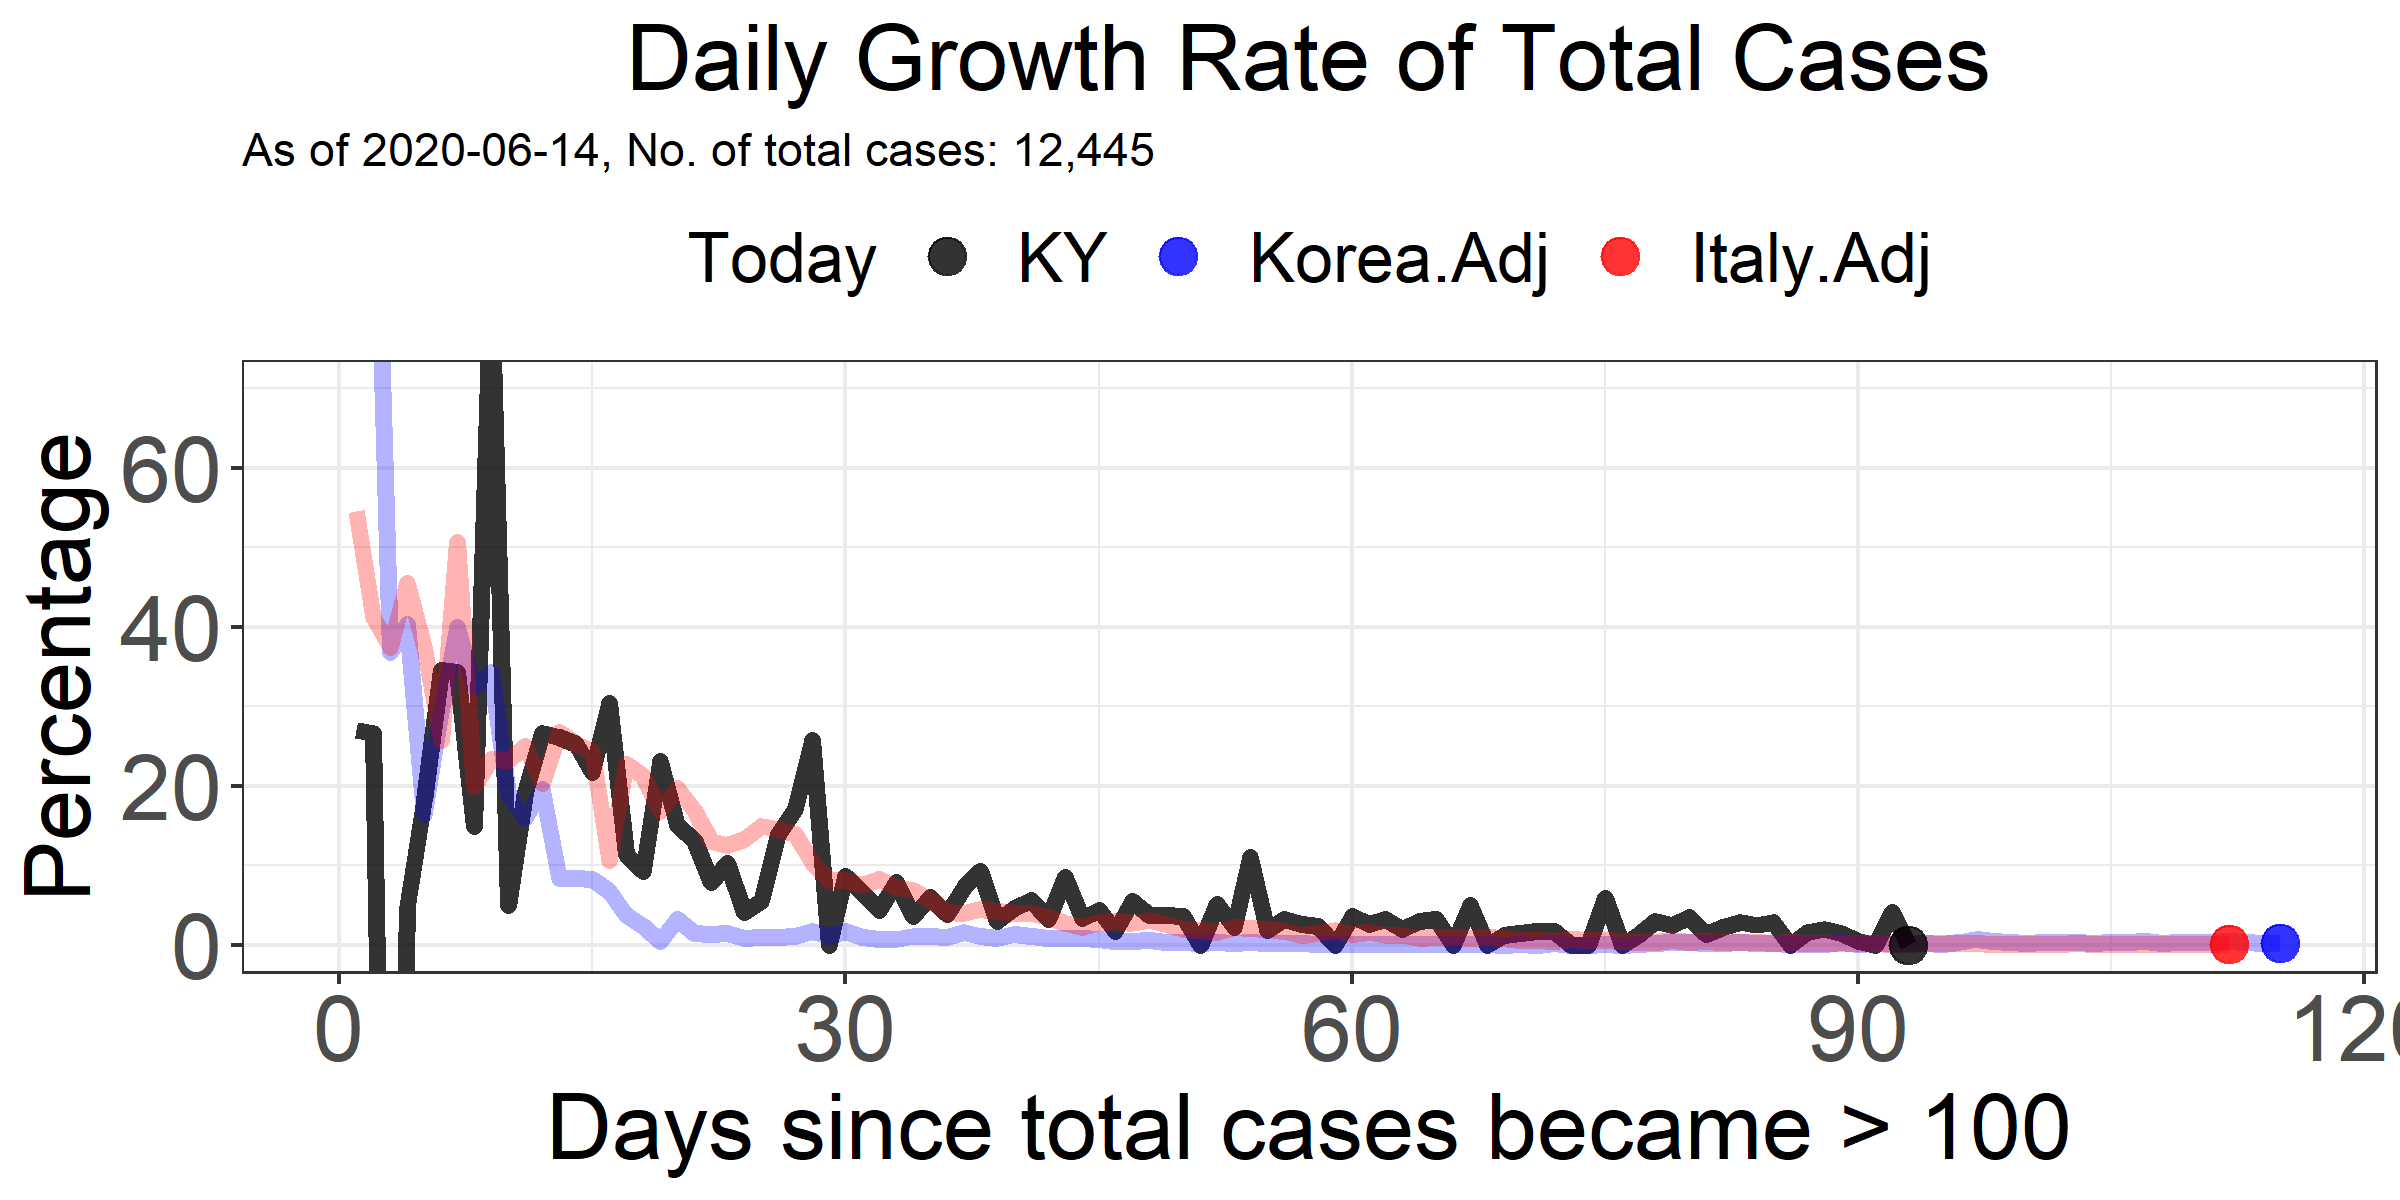 Daily Growth Rate of Total Cases
As of 2020-06-14, No. of total cases: 12,445
Today KY Korea.Adj Italy.Adj
Percentage
60
40
20
0
0 30 60 90 120
Days since total cases became > 100